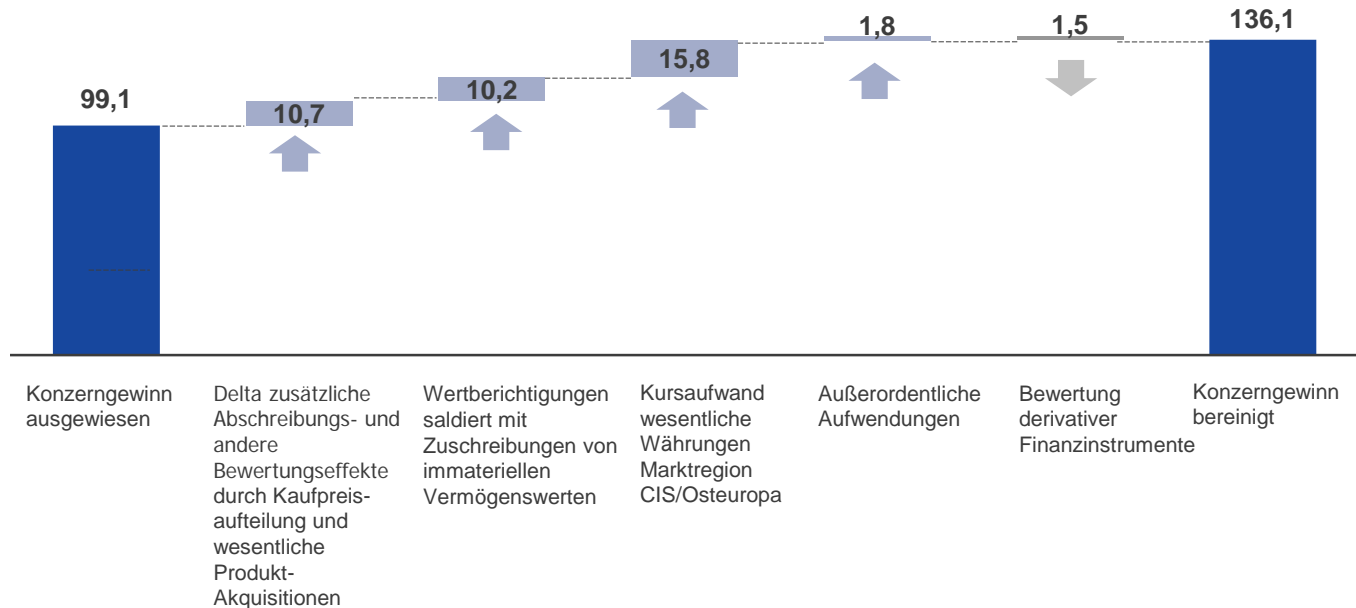 99,1
10,7
10,2
15,8
1,8
1,5
136,1
Konzerngewinn
ausgewiesen
Delta zusätzliche
Abschreibungs- und
andere
Bewertungseffekte
durch Kaufpreis-
aufteilung und
wesentliche
Produkt-
Akquisitionen
Wertberichtigungen
saldiert mit
Zuschreibungen von
immateriellen
Vermögenswerten
Kursaufwand
wesentliche
Währungen
Marktregion
CIS/Osteuropa
Außerordentliche
Aufwendungen
Bewertung
derivativer
Finanzinstrumente
Konzerngewinn
bereinigt